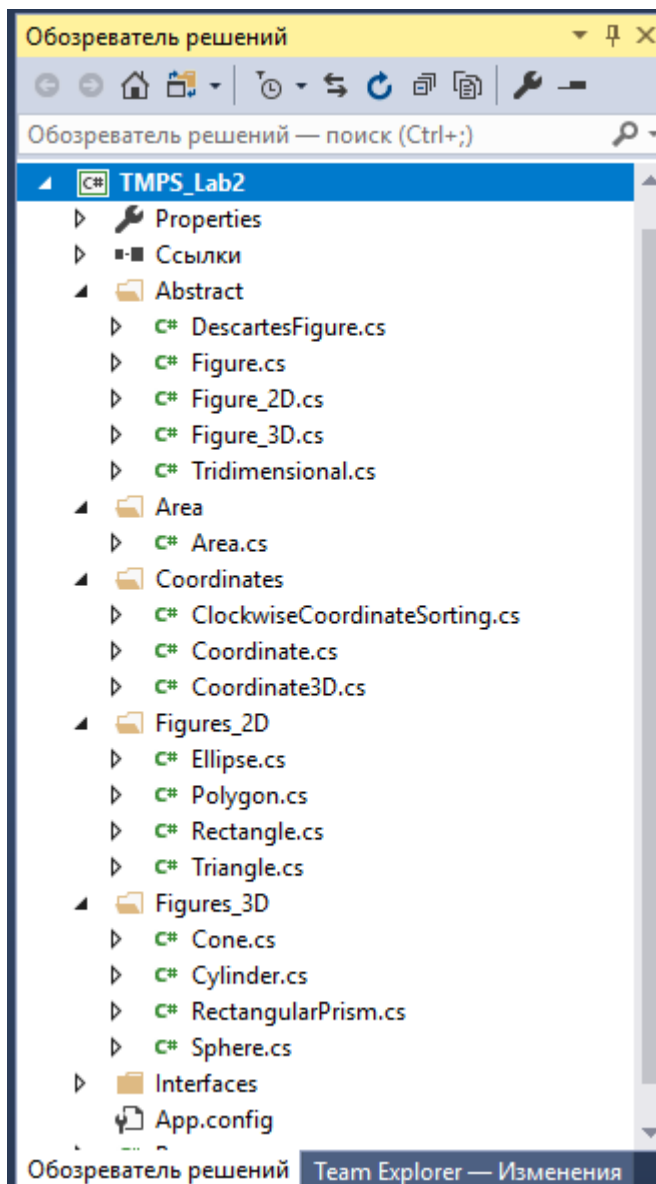 Обозреватель решений
Обозреватель решений — поиск (Ctrl+;)
C# TMPS_Lab2
Properties
Ссылки
Abstract
C# DescartesFigure.cs
C# Figure.cs
C# Figure_2D.cs
C# Figure_3D.cs
C# Tridimensional.cs
Area
C# Area.cs
Coordinates
C# ClockwiseCoordinateSorting.cs
C# Coordinate.cs
C# Coordinate3D.cs
Figures_2D
C# Ellipse.cs
C# Polygon.cs
C# Rectangle.cs
C# Triangle.cs
Figures_3D
C# Cone.cs
C# Cylinder.cs
C# RectangularPrism.cs
C# Sphere.cs
Interfaces
App.config
Обозреватель решений Team Explorer — Изменения